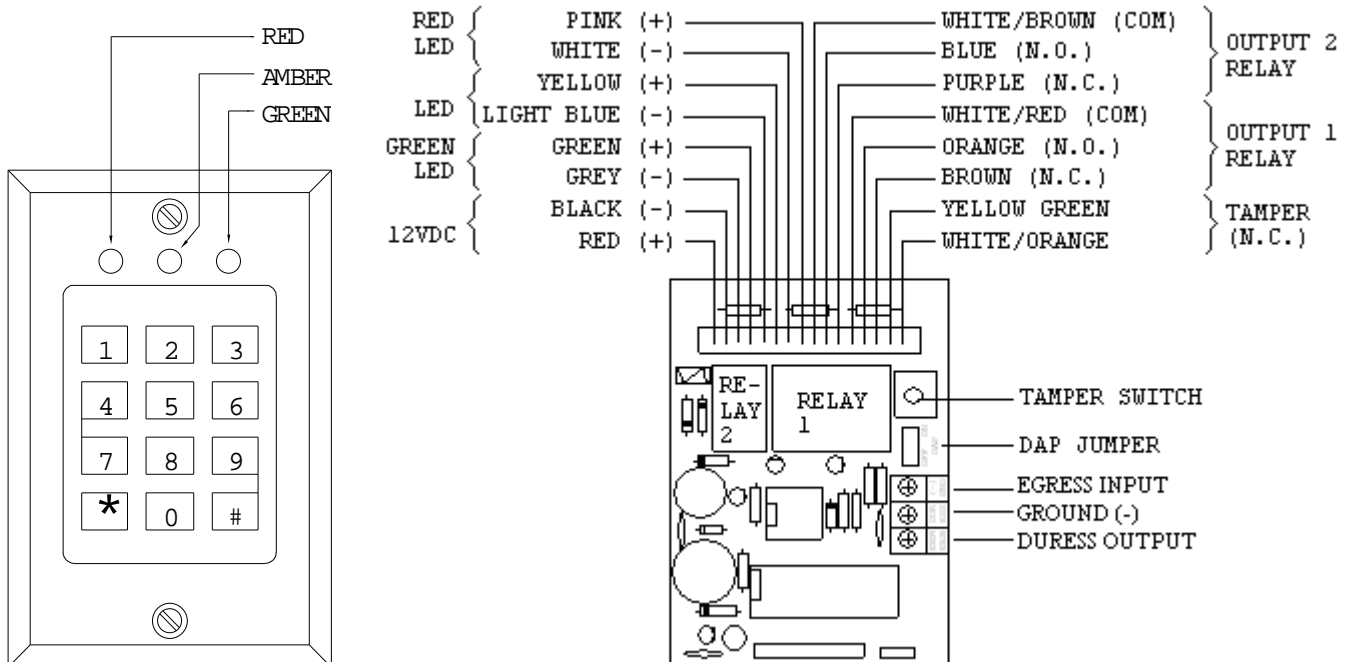 RED
AMBER
GREEN
1 2 3
4 5 6
7 8 9
* 0 #
RED LED
PINK (+)
WHITE (-)
YELLOW (+)
LED
LIGHT BLUE (-)
GREEN LED
GREEN (+)
GREY (-)
12VDC
BLACK (-)
RED (+)
WHITE/BROWN (COM)
BLUE (N.O.)
PURPLE (N.C.)
OUTPUT 2
RELAY
WHITE/RED (COM)
ORANGE (N.O.)
BROWN (N.C.)
OUTPUT 1
RELAY
YELLOW GREEN
WHITE/ORANGE
TAMPER
(N.C.)
RE-
LAY
2
RELAY
1
TAMPER SWITCH
DAP JUMPER
EGRESS INPUT
GROUND (-)
DURESS OUTPUT